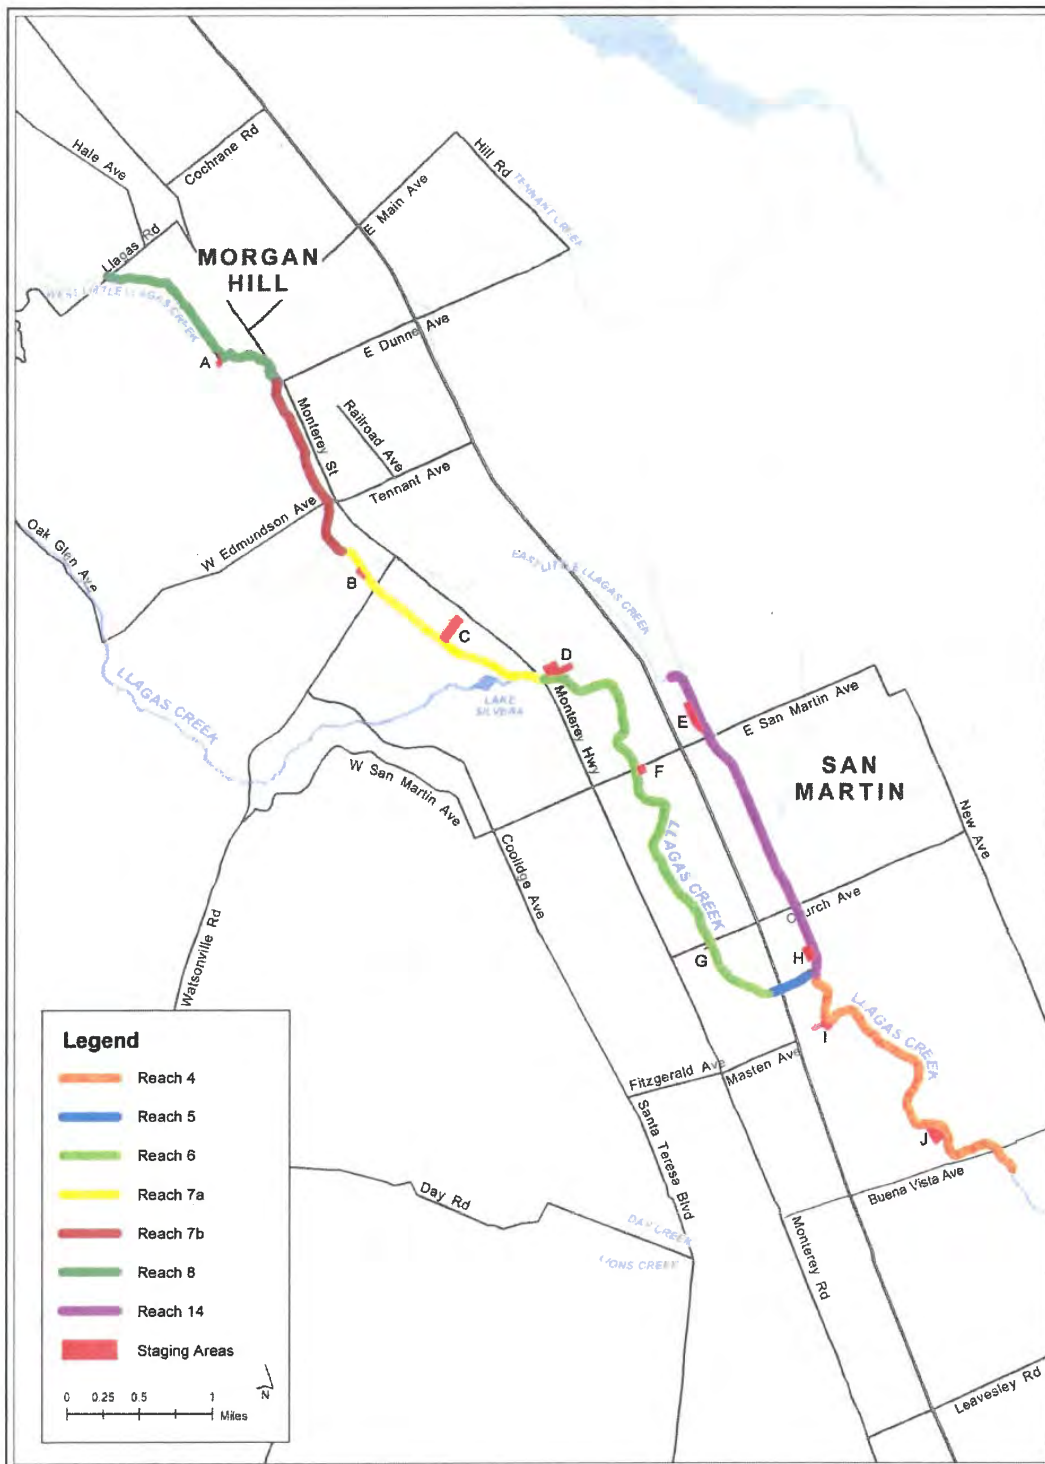 Hale Ave
Cochrane Rd
Hill Rd
TENNANT CREEK
E Main Ave
Llagas Rd
MORGAN
HILL
WEST LITTLE LLAGAS CREEK
E Dunne Ave
A
Monterey St
Railroad Ave
Tennant Ave
Oak Glen Ave
W Edmundson Ave
B
EAST LITTLE LLAGAS CREEK
C
D
LLAGAS CREEK
LAKE
SILVEIRA
Monterey Hwy
E
E San Martin Ave
W San Martin Ave
F
SAN
MARTIN
New Ave
Coolidge Ave
LLAGAS CREEK
Church Ave
Watsonville Rd
G
H
LLAGAS CREEK
I
Fitzgerald Ave
Masten Ave
Santa Teresa Blvd
J
Buena Vista Ave
Day Rd
DAY CREEK
LIONS CREEK
Monterey Rd
Leavesley Rd
Legend
Reach 4
Reach 5
Reach 6
Reach 7a
Reach 7b
Reach 8
Reach 14
Staging Areas
N
0 0.25 0.5 1
Miles